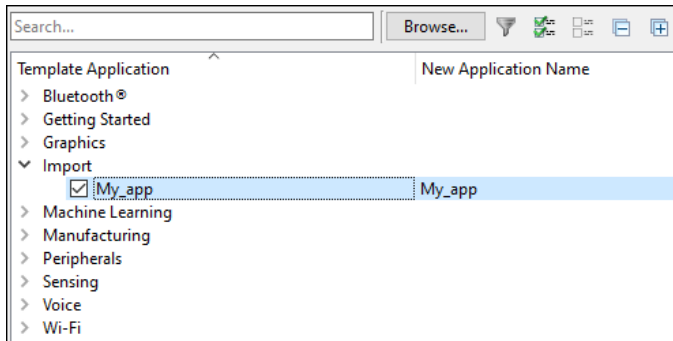 Search... Browse...
Template Application New Application Name
Bluetooth®
Getting Started
Graphics
Import
My_app My_app
Machine Learning
Manufacturing
Peripherals
Sensing
Voice
Wi-Fi